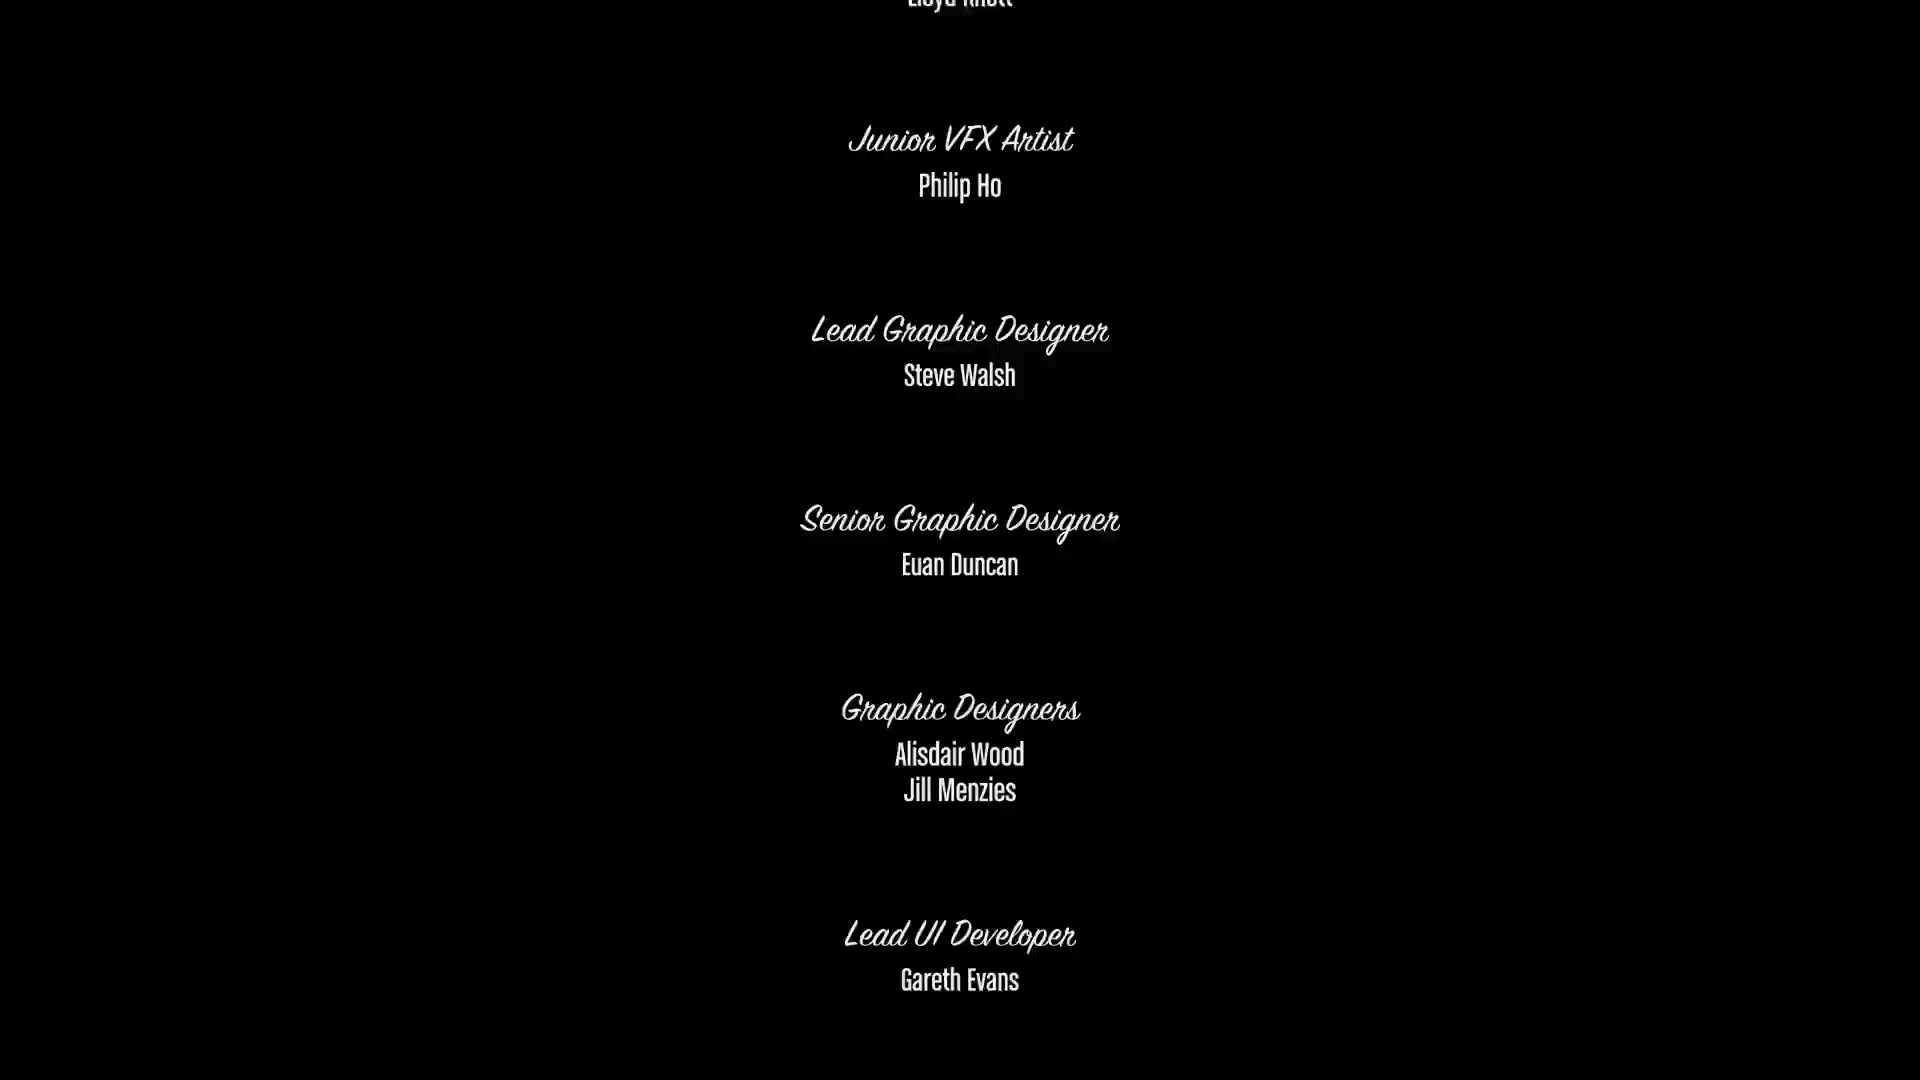 Junior VFX Artist
Philip Ho
Lead Graphic Designer
Steve Walsh
Senior Graphic Designer
Euan Duncan
Graphic Designers
Alisdair Wood
Jill Menzies
Lead UI Developer
Gareth Evans